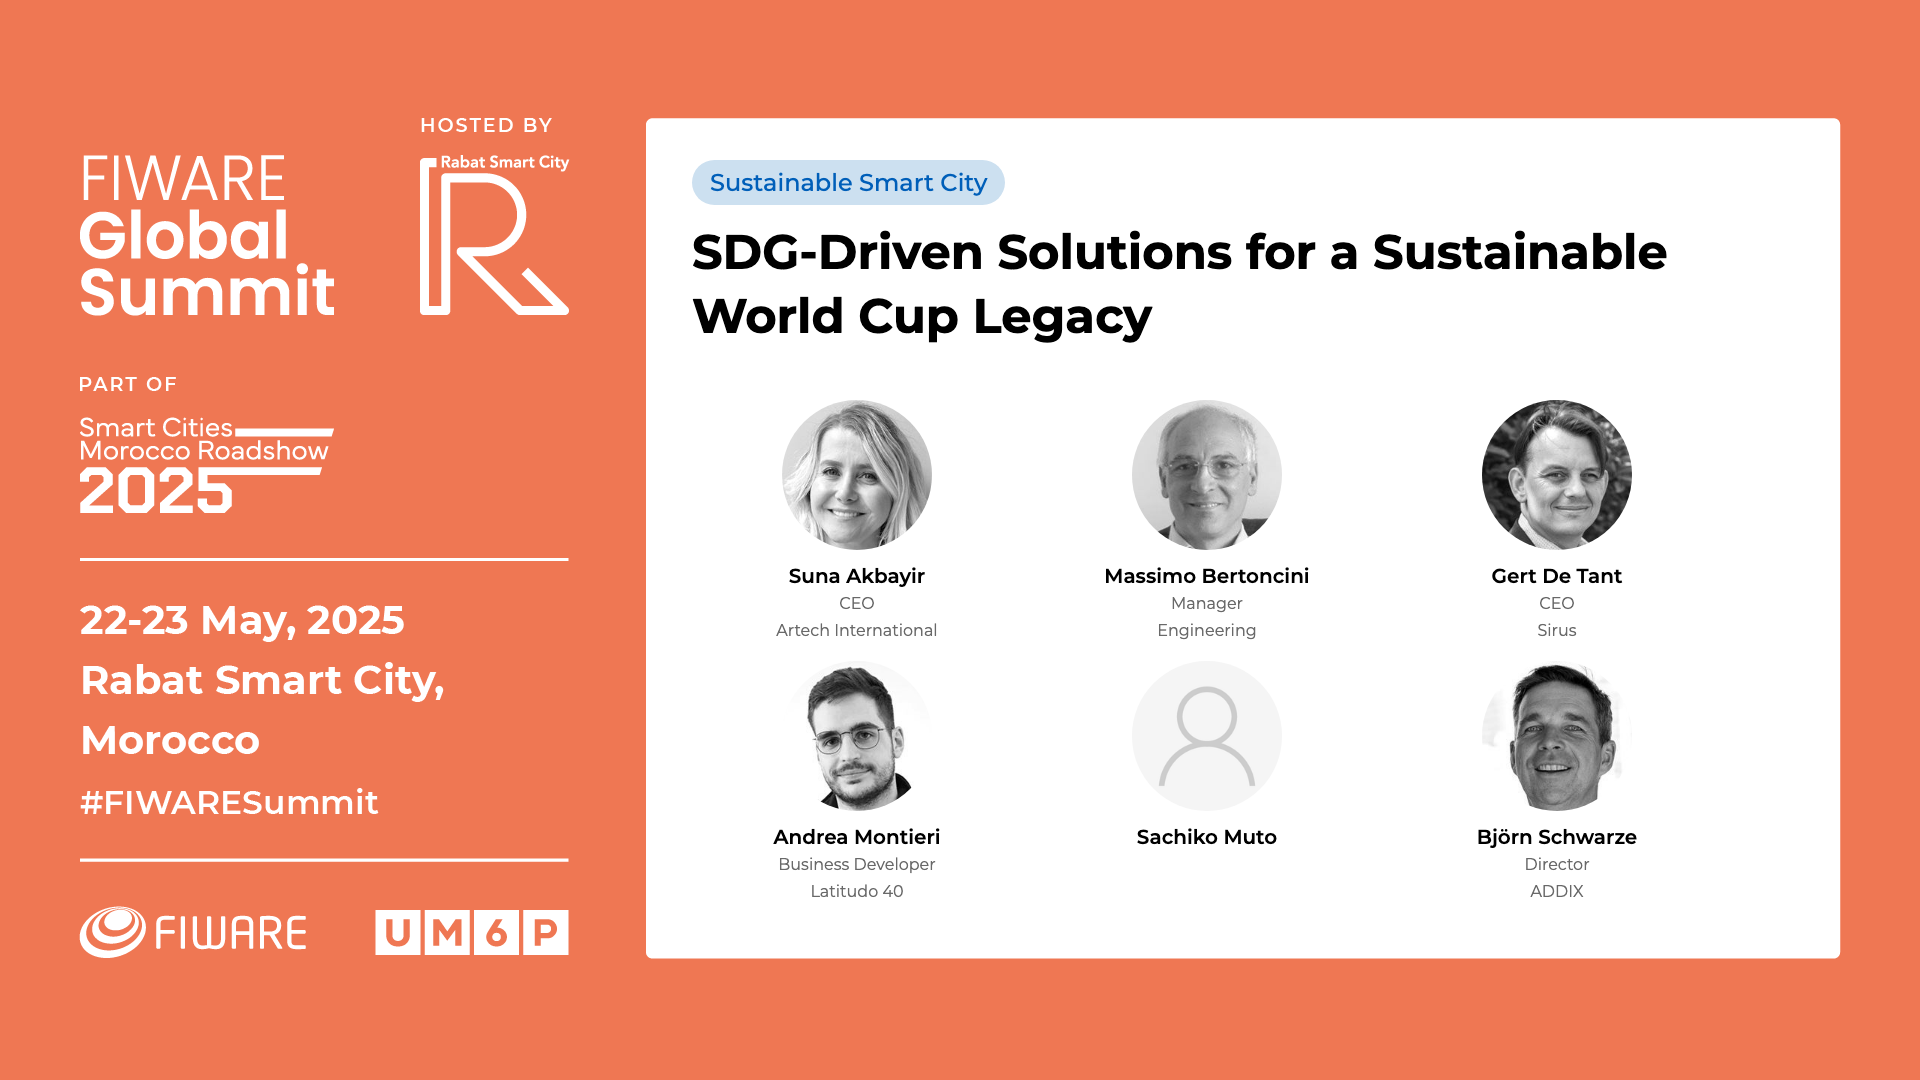 FIWARE
Global
Summit
HOSTED BY
Rabat Smart City
R
PART OF
Smart Cities
Morocco Roadshow
2025
22-23 May, 2025
Rabat Smart City,
Morocco
#FIWARESummit
FIWARE
UM6P
Sustainable Smart City
SDG-Driven Solutions for a Sustainable
World Cup Legacy
Suna Akbayir
CEO
Artech International
Massimo Bertoncini
Manager
Engineering
Gert De Tant
CEO
Sirus
Andrea Montieri
Business Developer
Latitudo 40
Sachiko Muto
Björn Schwarze
Director
ADDIX